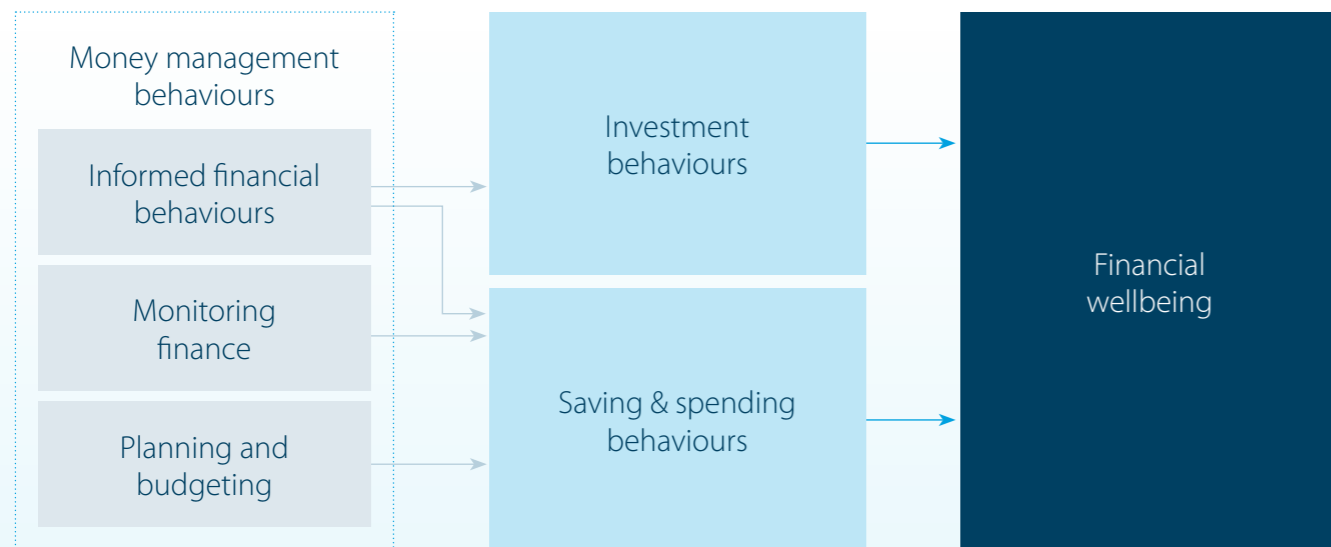 Money management
behaviours
Informed financial
behaviours
Monitoring
finance
Planning and
budgeting
Investment
behaviours
Saving & spending
behaviours
Financial
wellbeing